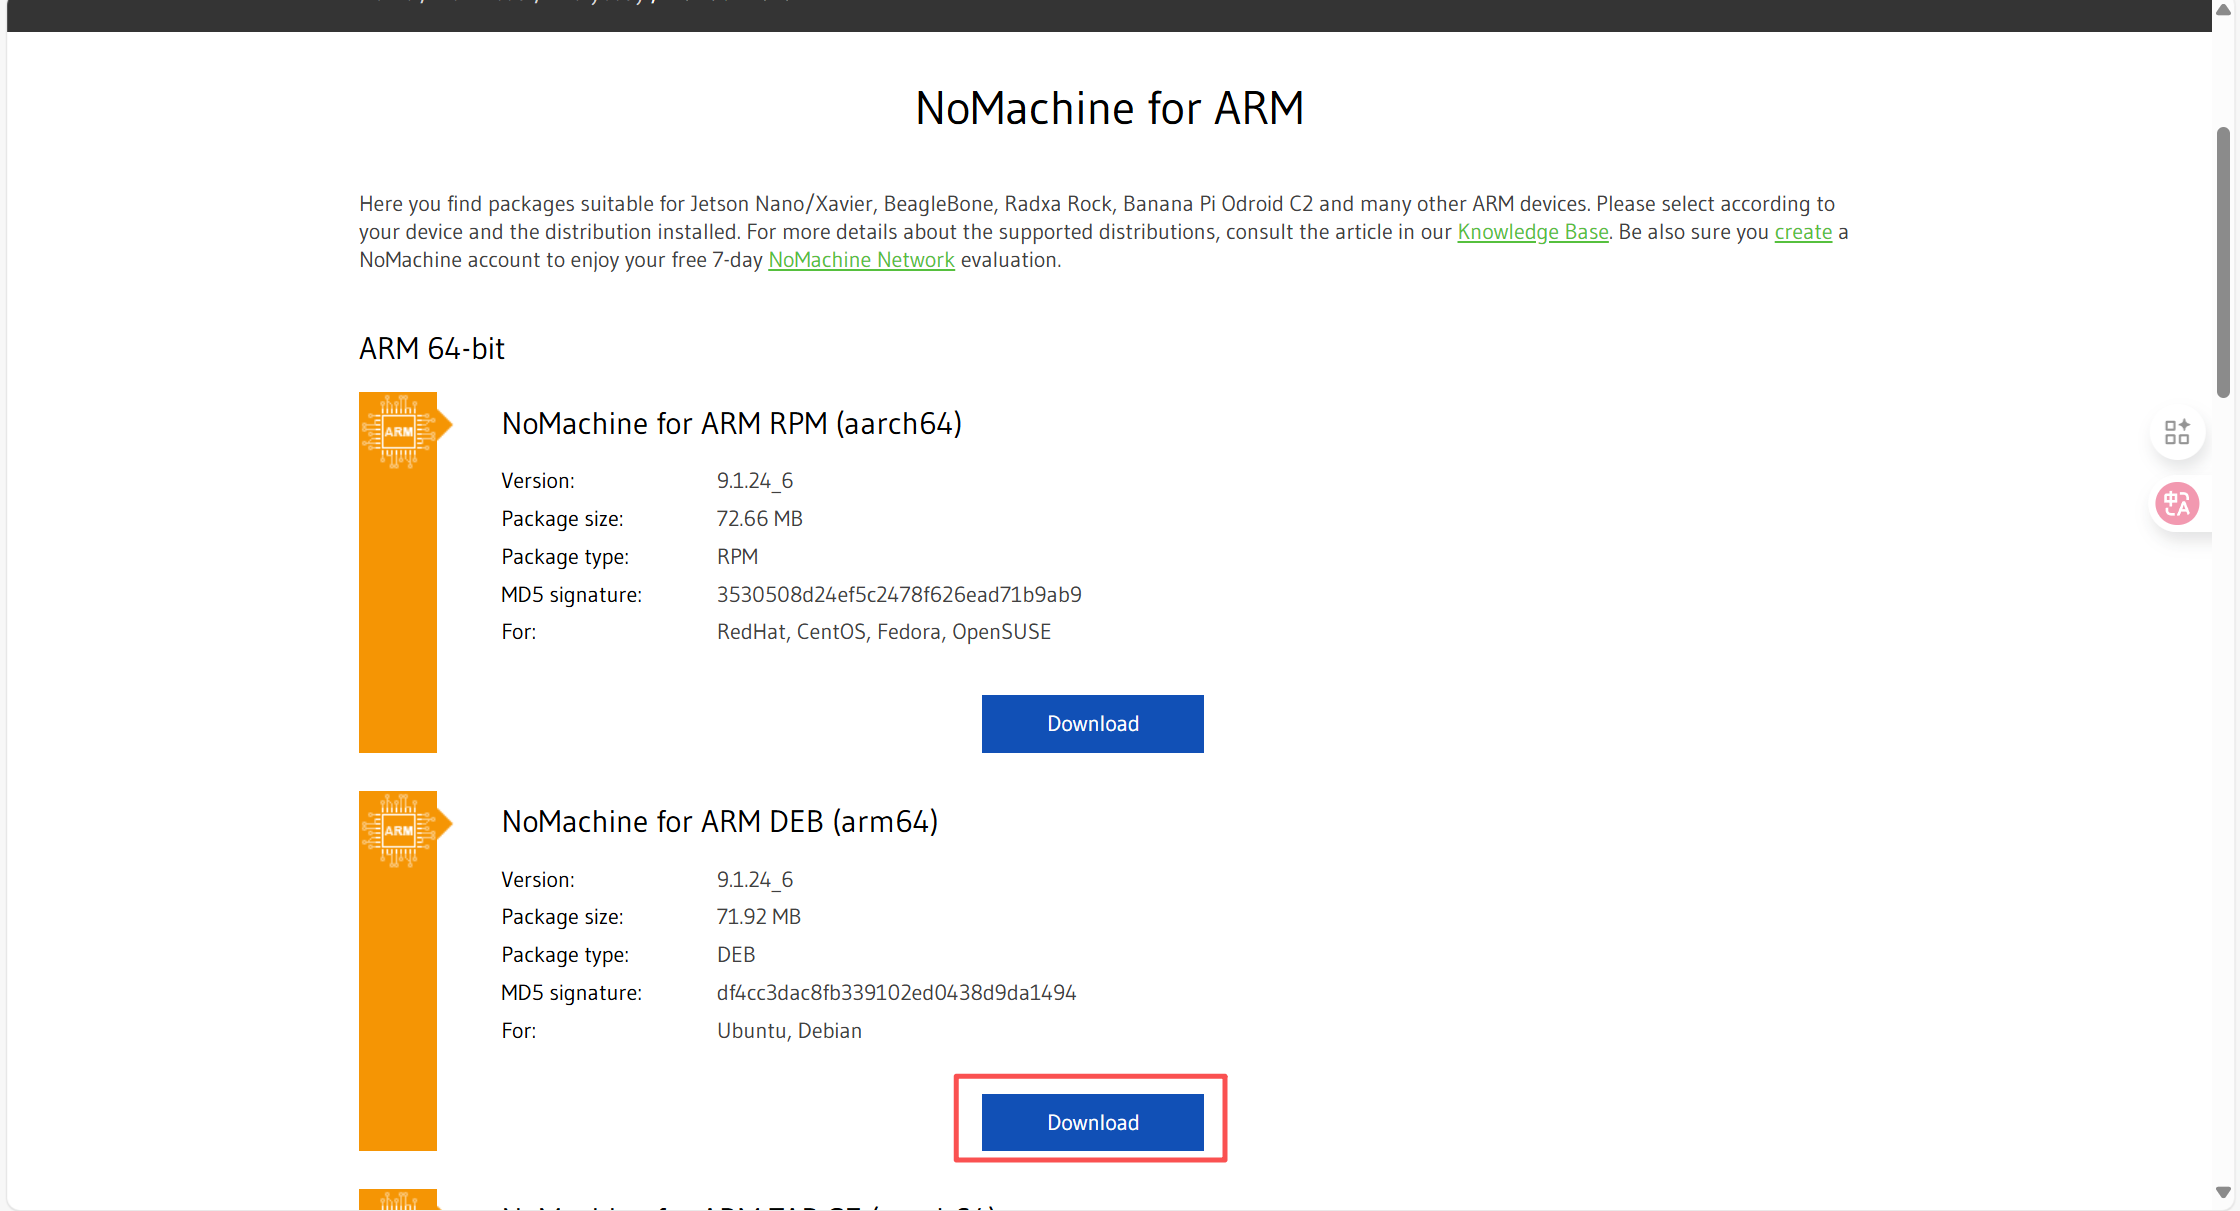 NoMachine for ARM
Here you find packages suitable for Jetson Nano/Xavier, BeagleBone, Radxa Rock, Banana Pi Odroid C2 and many other ARM devices. Please select according to
your device and the distribution installed. For more details about the supported distributions, consult the article in our Knowledge Base. Be also sure you create a
NoMachine account to enjoy your free 7-day NoMachine Network evaluation.
ARM 64-bit
ARM
NoMachine for ARM RPM (aarch64)
Version: 9.1.24_6
Package size: 72.66 MB
Package type: RPM
MD5 signature: 3530508d24ef5c2478f626ead71b9ab9
For: RedHat, CentOS, Fedora, OpenSUSE
Download
ARM
NoMachine for ARM DEB (arm64)
Version: 9.1.24_6
Package size: 71.92 MB
Package type: DEB
MD5 signature: df4cc3dac8fb339102ed0438d9da1494
For: Ubuntu, Debian
Download
中A